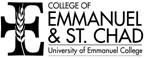 COLLEGE OF
EMMANUEL
& ST. CHAD
University of Emmanuel College